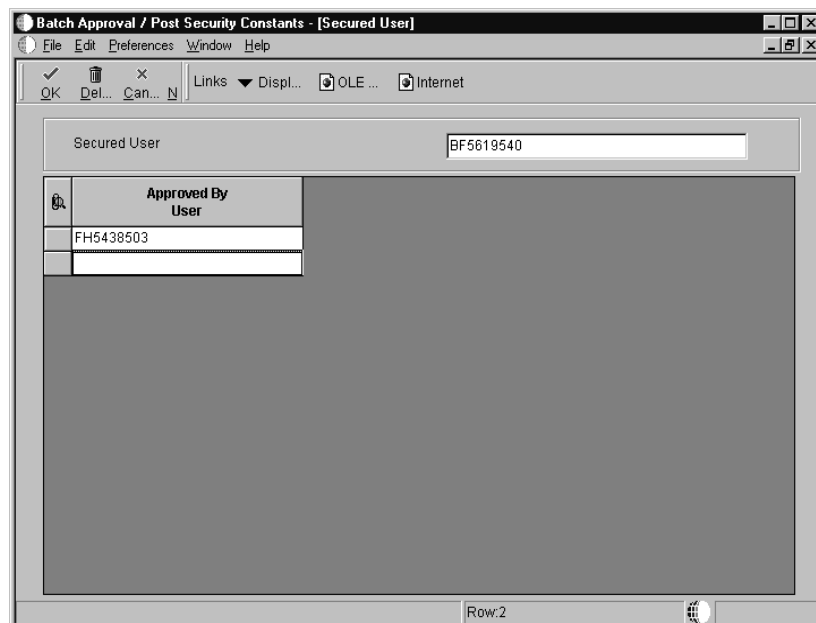 Batch Approval / Post Security Constants - [Secured User]
File Edit Preferences Window Help
OK Del... Can... N Links Displ... OLE ... Internet
Secured User BF5619540
Approved By
User
FH5438503
Row:2